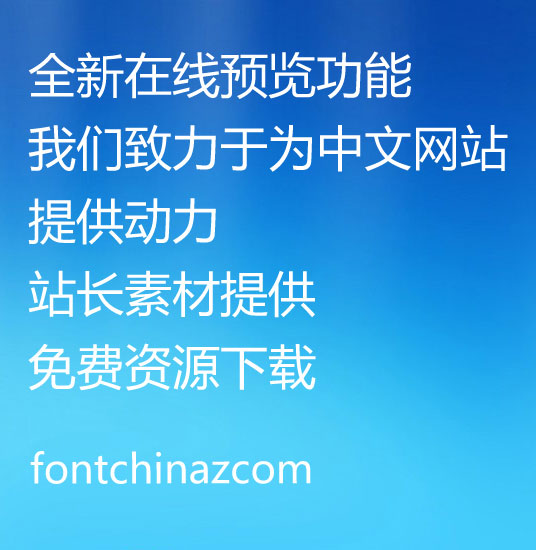 全新在线预览功能
我们致力于为中文网站
提供动力
站长素材提供
免费资源下载
fontchinazcom